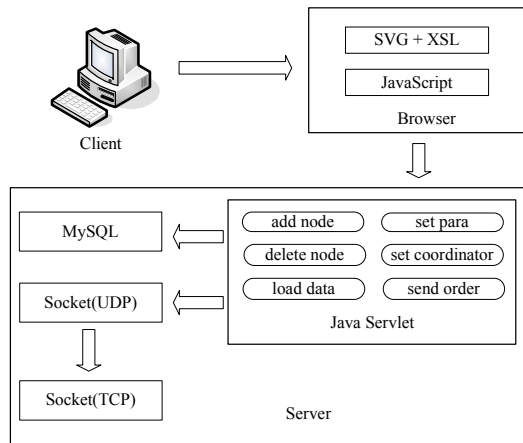 SVG + XSL
JavaScript
Browser
Client
MySQL
Socket(UDP)
Socket(TCP)
add node
set para
delete node
set coordinator
load data
send order
Java Servlet
Server